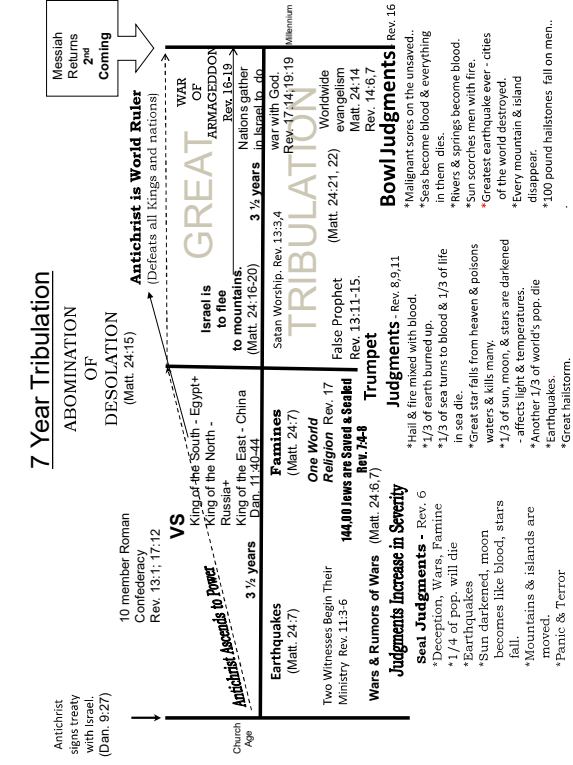 7 Year Tribulation
Antichrist
signs treaty
with Israel.
(Dan. 9:27)
10 member Roman
Confederacy
Rev. 13:1; 17:12
ABOMINATION
OF
DESOLATION
(Matt. 24:15)
Antichrist is World Ruler
(Defeats all Kings and nations)
Messiah
Returns
2nd
Coming
VS
King of the South - Egypt+
King of the North -
Russia+
King of the East - China
Dan. 11:40-44
Antichrist Ascends to Power
3 ½ years
Israel is
to flee
to mountains.
(Matt. 24:16-20)
GREAT
WAR
OF
ARMAGEDDON
Rev. 16-19
Nations gather
in Israel to do
war with God.
Rev. 17:14;19:19
3 ½ years
Church
Age
Millennium
Earthquakes
(Matt. 24:7)
Famines
(Matt. 24:7)
Satan Worship. Rev. 13:3,4
TRIBULATION
(Matt. 24:21, 22)
Worldwide
evangelism
Matt. 24:14
Rev. 14:6,7
Two Witnesses Begin Their
Ministry Rev. 11:3-6
One World
Religion Rev. 17
144,00 Jews are Saved & Sealed
Rev. 7:4-8
False Prophet
Rev. 13:11-15.
Wars & Rumors of Wars (Matt. 24:6,7)
Judgments Increase in Severity
Seal Judgments - Rev. 6
*Deception, Wars, Famine
*1/4 of pop. will die
*Earthquakes
*Sun darkened, moon
becomes like blood, stars
fall.
*Mountains & islands are
moved.
*Panic & Terror
Trumpet
Judgments - Rev. 8,9,11
*Hail & fire mixed with blood.
*1/3 of earth burned up.
*1/3 of sea turns to blood & 1/3 of life
in sea die.
*Great star falls from heaven & poisons
waters & kills many.
*1/3 of sun, moon, & stars are darkened
- affects light & temperatures.
*Another 1/3 of world's pop. die
*Earthquakes.
*Great hailstorm.
Bowl Judgments - Rev. 16
*Malignant sores on the unsaved..
*Seas become blood & everything
in them dies.
*Rivers & springs become blood.
*Sun scorches men with fire.
*Greatest earthquake ever - cities
of the world destroyed.
*Every mountain & island
disappear.
*100 pound hailstones fall on men..
.